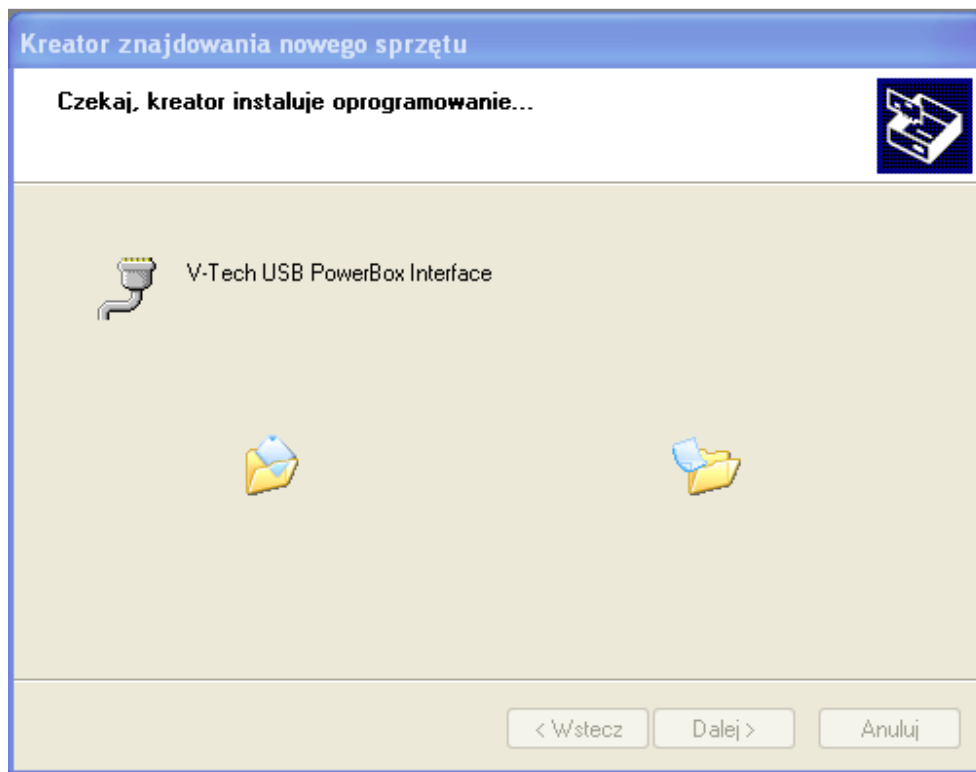 Kreator znajdowania nowego sprzętu
Czekaj, kreator instaluje oprogramowanie...
V-Tech USB PowerBox Interface
< Wstecz
Dalej >
Anuluj